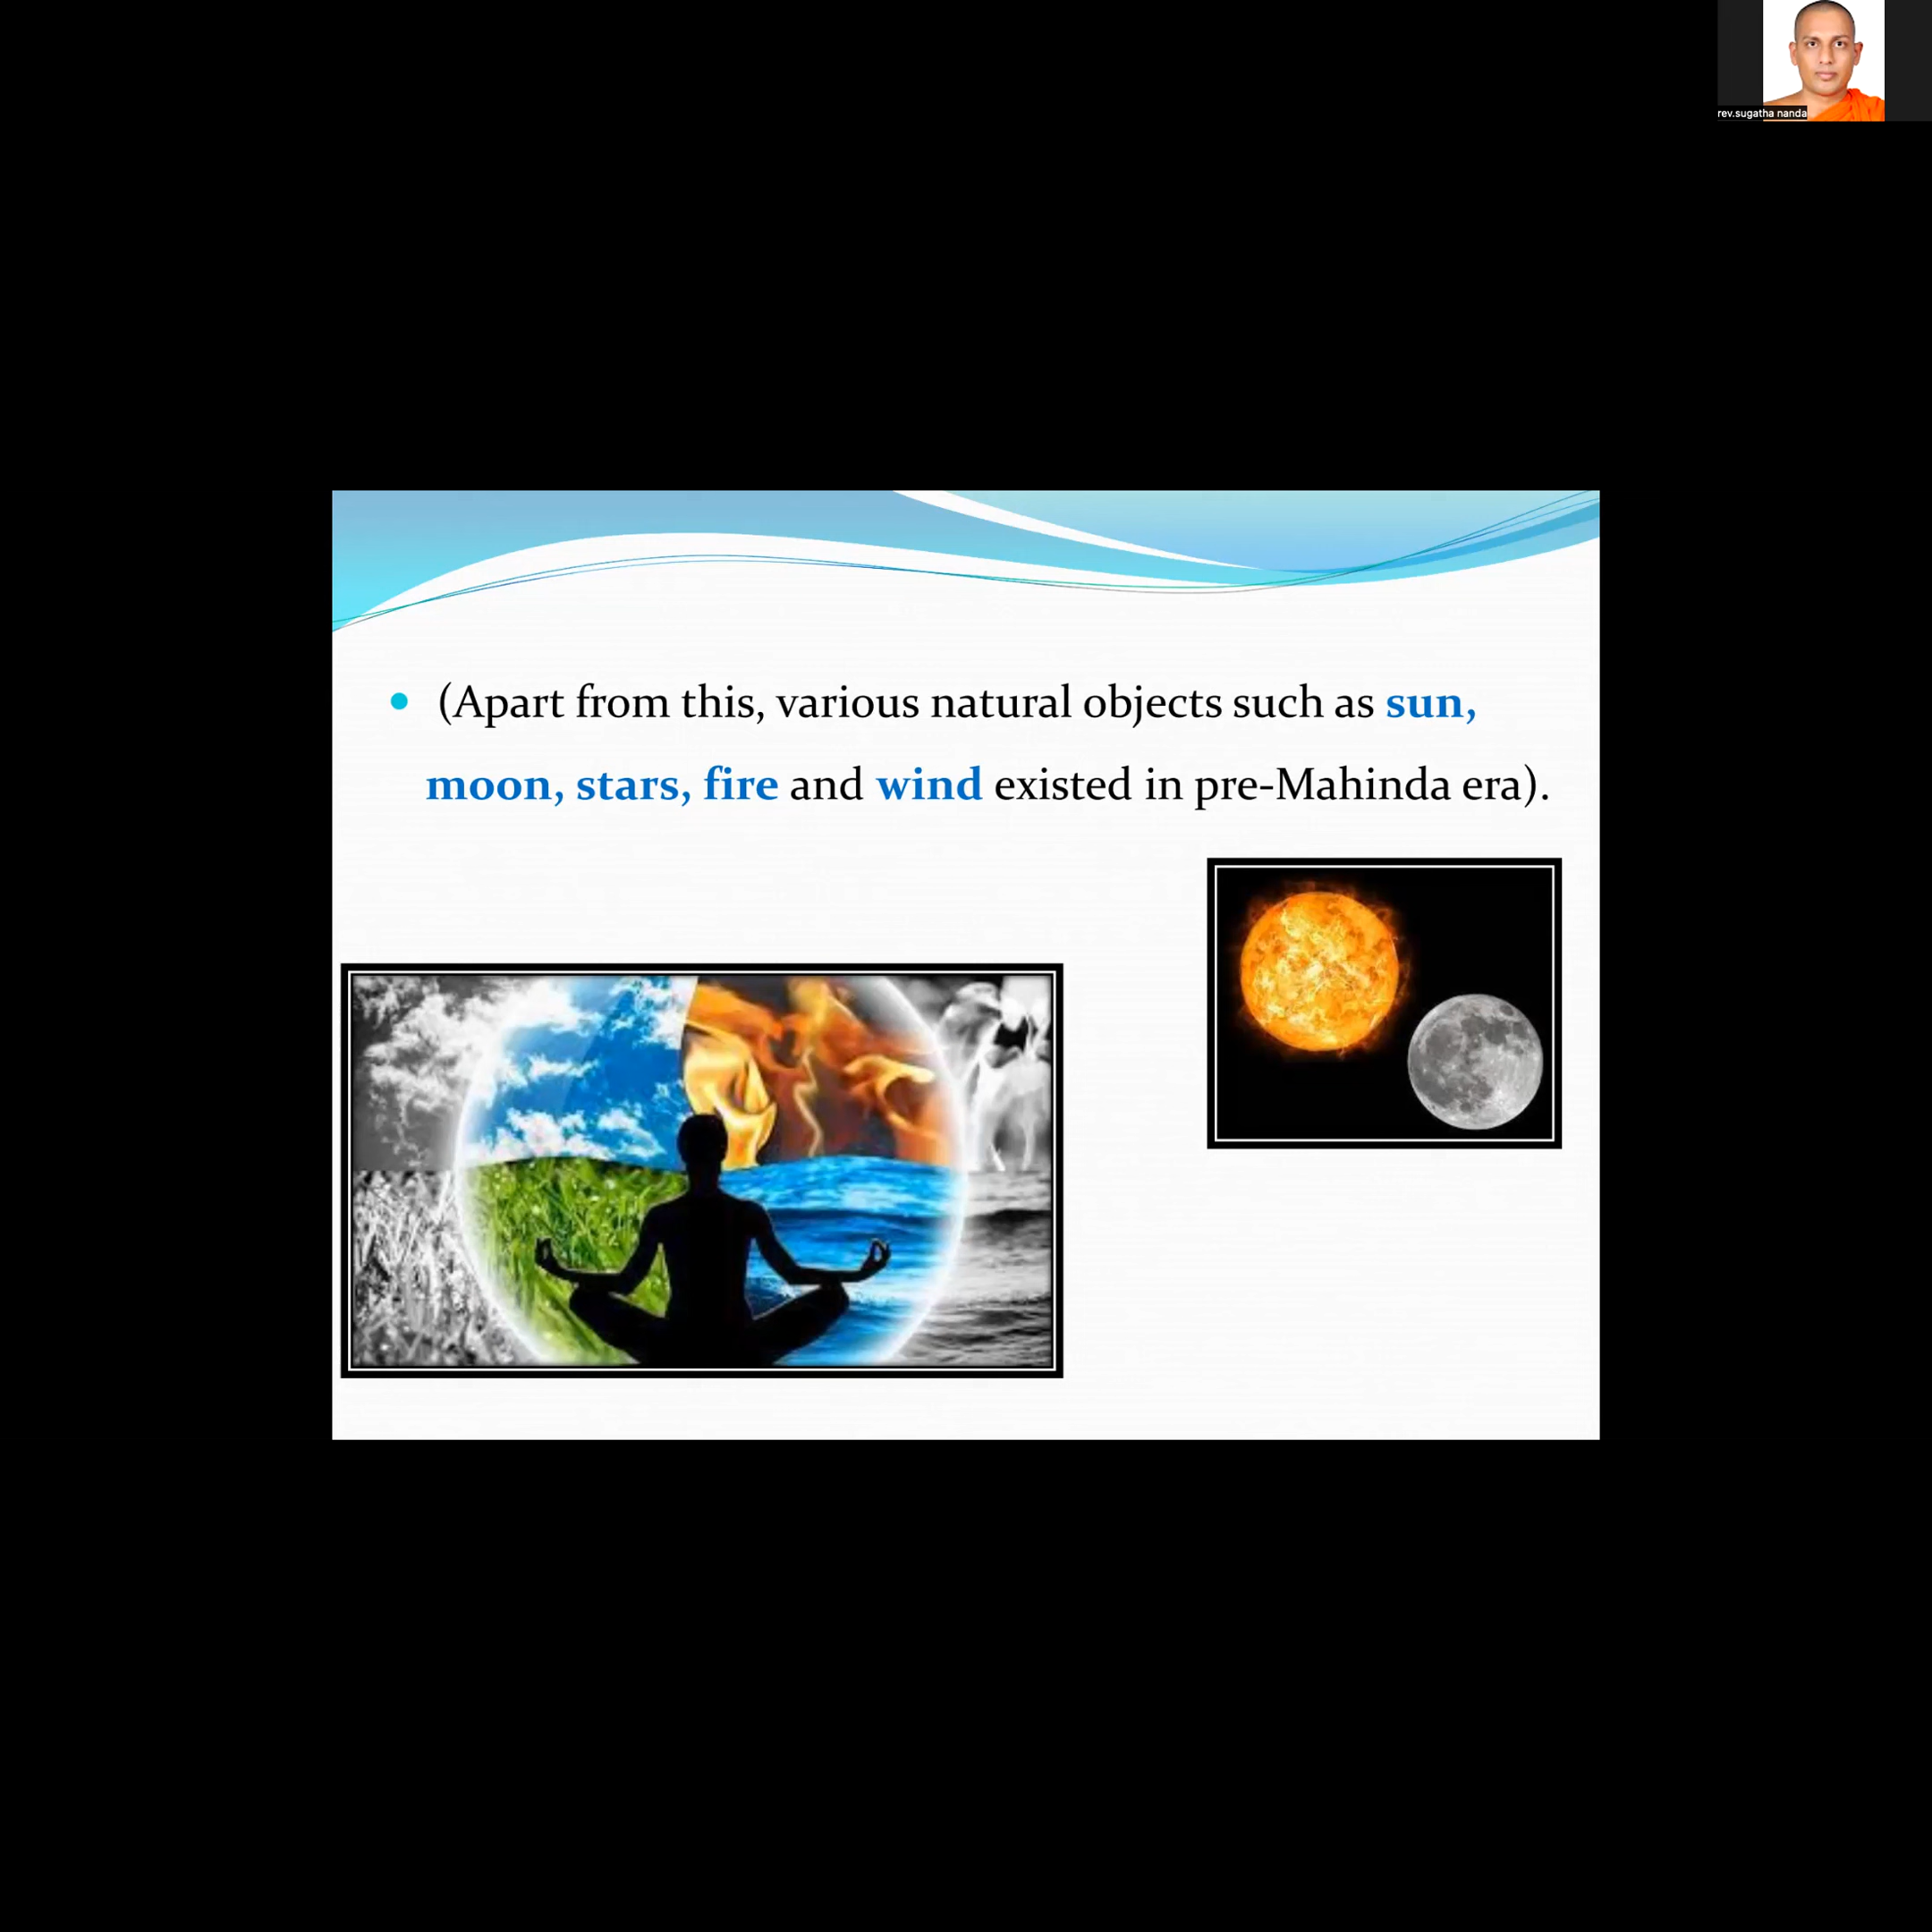 rev.sugatha nanda
(Apart from this, various natural objects such as sun,
moon, stars, fire and wind existed in pre-Mahinda era).